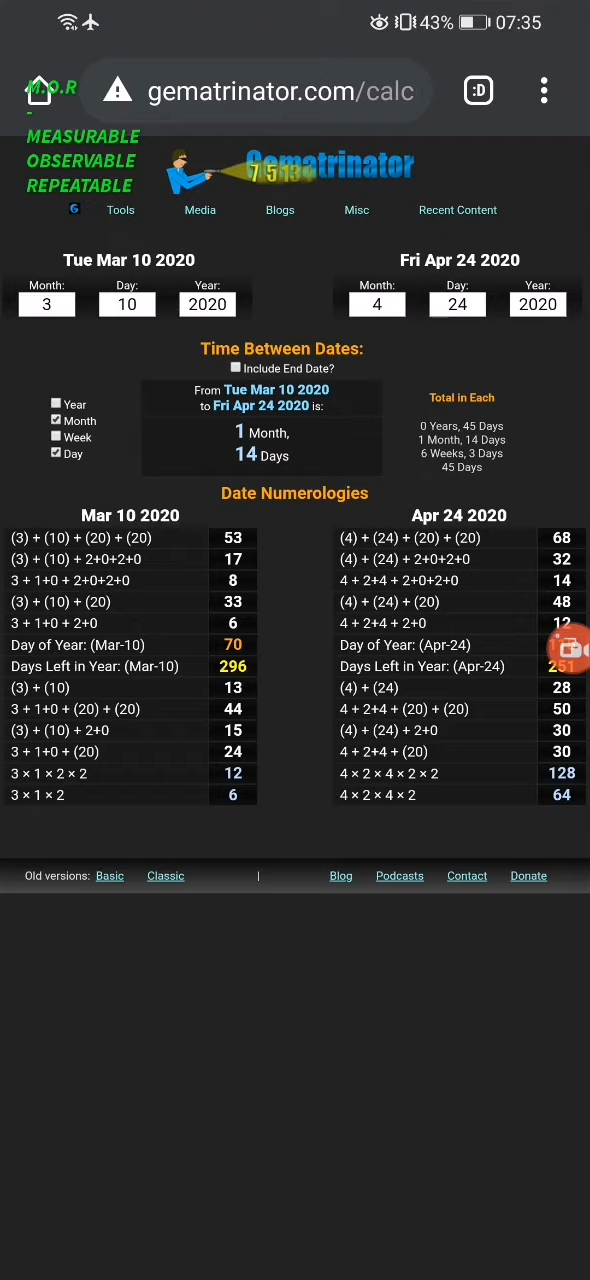 43% 07:35
M.O.R
-
MEASURABLE
OBSERVABLE
REPEATABLE
gematrinator.com/calc
:D
Gematrinator
7 5 13
Tools Media Blogs Misc Recent Content
Tue Mar 10 2020 Fri Apr 24 2020
Month: Day: Year: Month: Day: Year:
3 10 2020 4 24 2020
Time Between Dates:
Include End Date?
From Tue Mar 10 2020
to Fri Apr 24 2020 is:
1 Month,
14 Days
Year
Month
Week
Day
Total in Each
0 Years, 45 Days
1 Month, 14 Days
6 Weeks, 3 Days
45 Days
Date Numerologies
Mar 10 2020
(3) + (10) + (20) + (20) 53
(3) + (10) + 2+0+2+0 17
3 + 1+0 + 2+0+2+0 8
(3) + (10) + (20) 33
3 + 1+0 + 2+0 6
Day of Year: (Mar-10) 70
Days Left in Year: (Mar-10) 296
(3) + (10) 13
3 + 1+0 + (20) + (20) 44
(3) + (10) + 2+0 15
3 + 1+0 + (20) 24
3 × 1 × 2 × 2 12
3 × 1 × 2 6
Apr 24 2020
(4) + (24) + (20) + (20) 68
(4) + (24) + 2+0+2+0 32
4 + 2+4 + 2+0+2+0 14
(4) + (24) + (20) 48
4 + 2+4 + 2+0 12
Day of Year: (Apr-24)
Days Left in Year: (Apr-24) 251
(4) + (24) 28
4 + 2+4 + (20) + (20) 50
(4) + (24) + 2+0 30
4 + 2+4 + (20) 30
4 × 2 × 4 × 2 × 2 128
4 × 2 × 4 × 2 64
Old versions: Basic Classic | Blog Podcasts Contact Donate